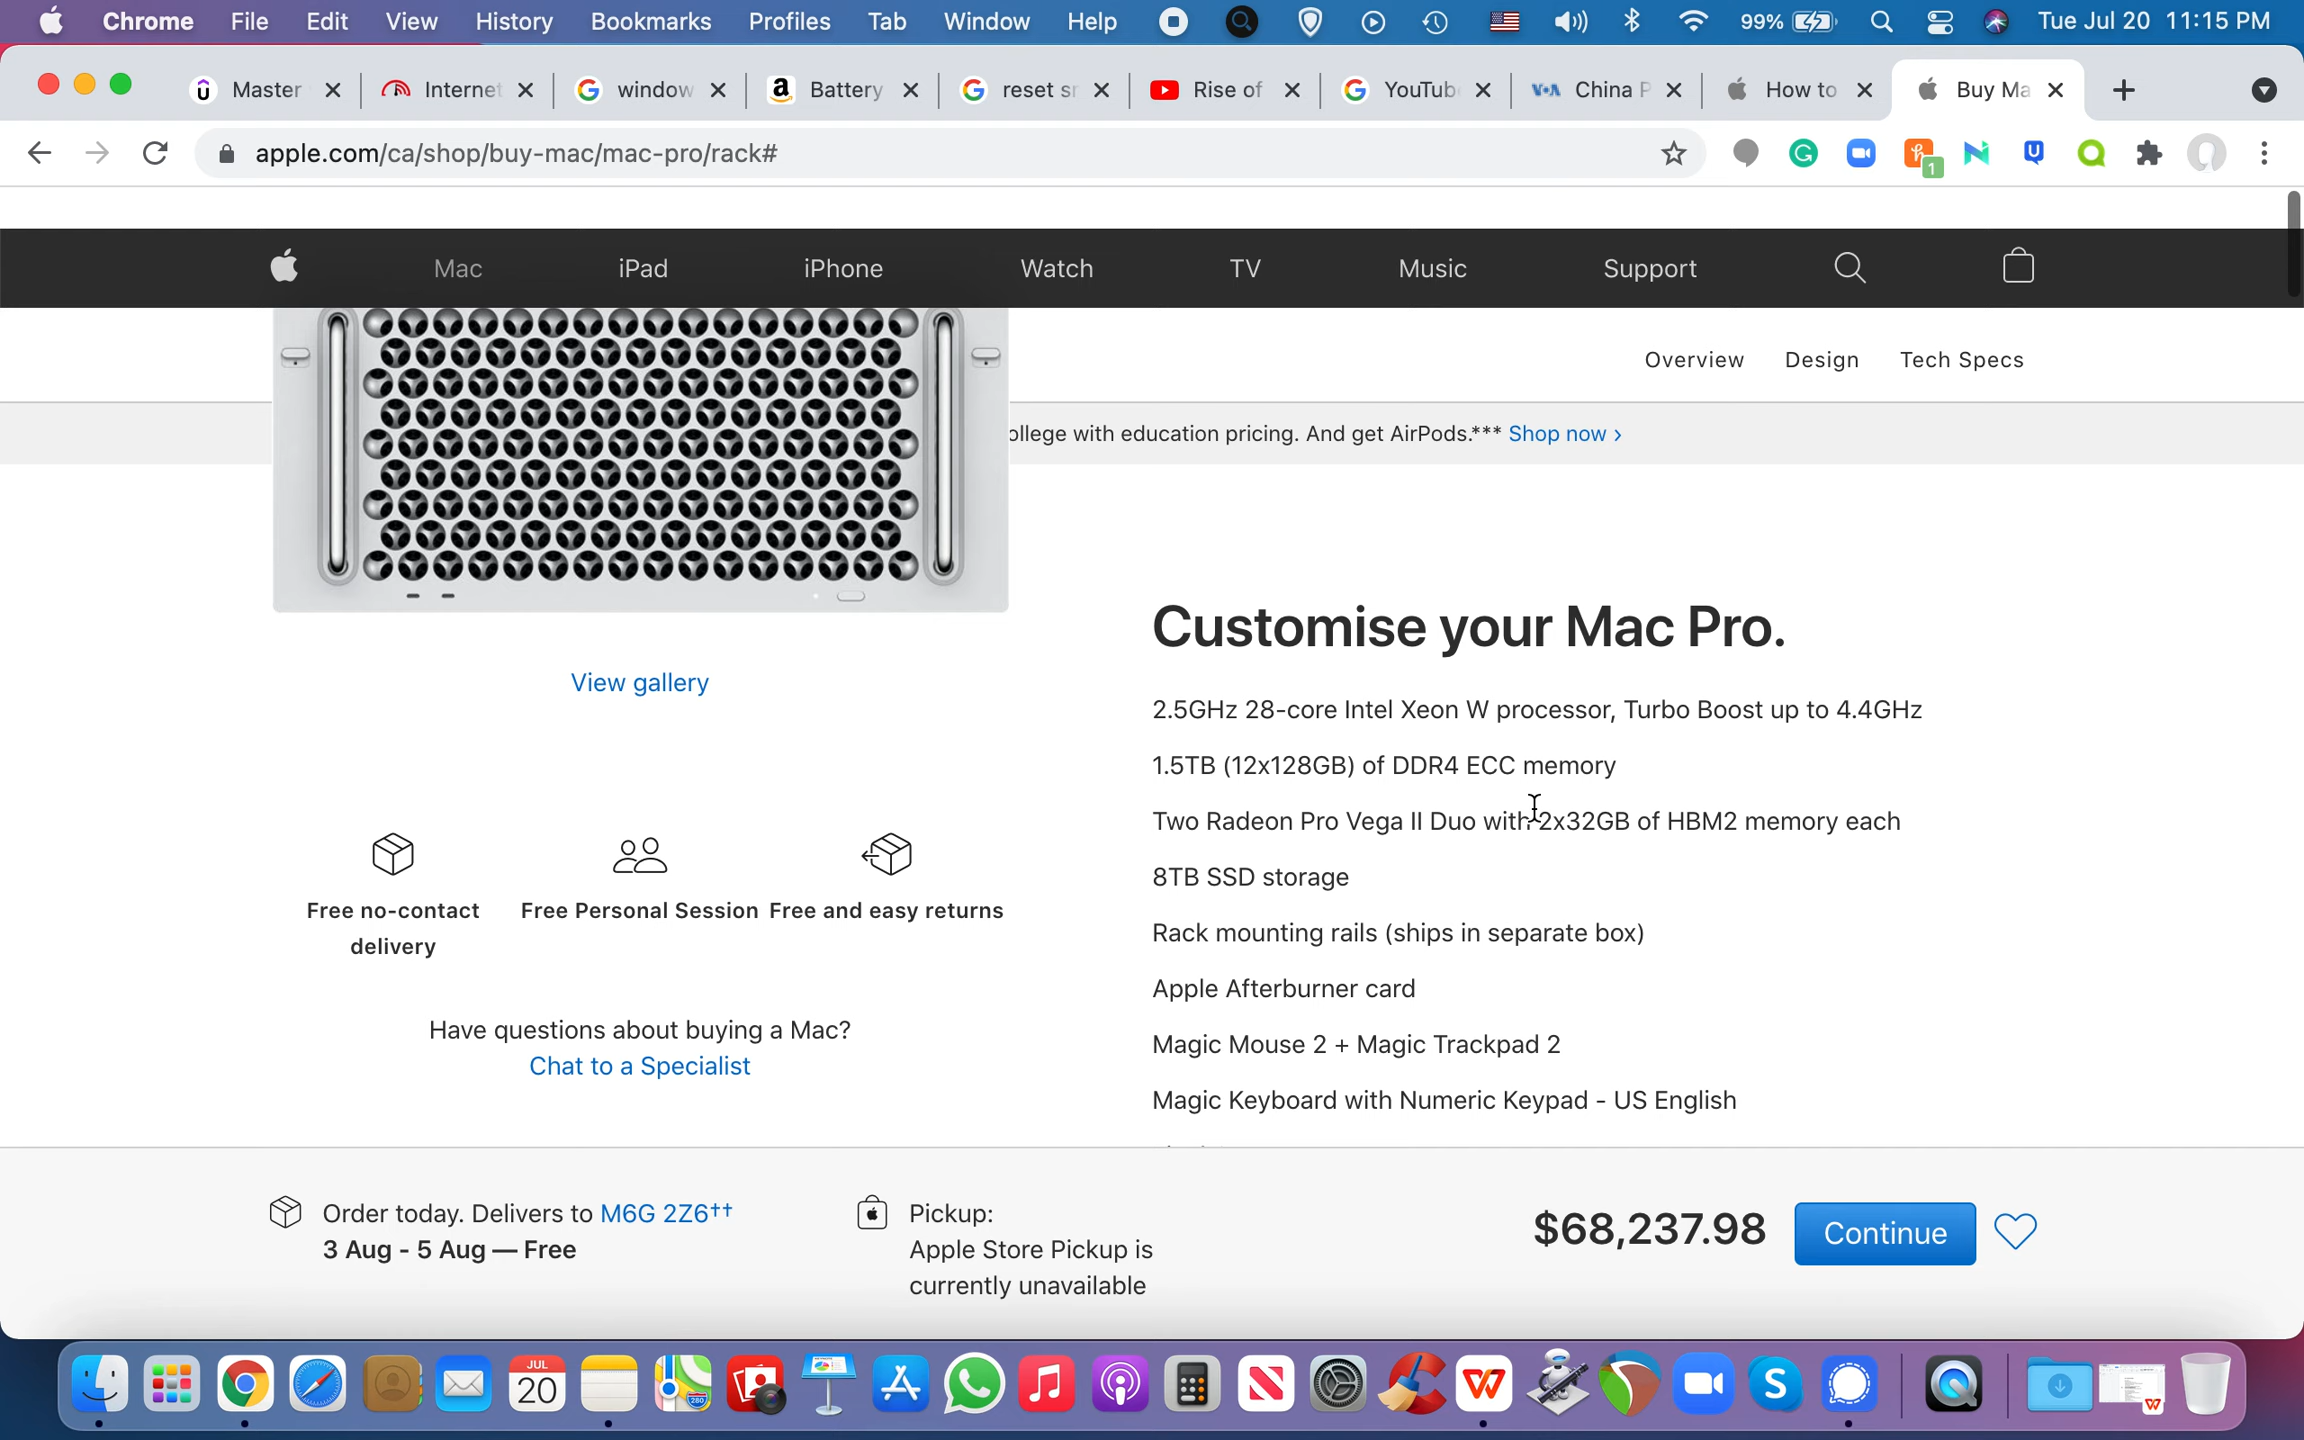 Chrome File Edit View History Bookmarks Profiles Tab Window Help 99% Tue Jul 20 11:15 PM
Master Internet window Battery reset YouTub Rise of China P How to Buy Ma
apple.com/ca/shop/buy-mac/mac-pro/rack#
1
Mac iPad iPhone Watch TV Music Support
Overview Design Tech Specs
ollege with education pricing. And get AirPods.*** Shop now ›
Customise your Mac Pro.
2.5GHz 28-core Intel Xeon W processor, Turbo Boost up to 4.4GHz
1.5TB (12x128GB) of DDR4 ECC memory
Two Radeon Pro Vega II Duo with 2x32GB of HBM2 memory each
8TB SSD storage
Rack mounting rails (ships in separate box)
Apple Afterburner card
Magic Mouse 2 + Magic Trackpad 2
Magic Keyboard with Numeric Keypad - US English
View gallery
Free no-contact
delivery
Free Personal Session
Free and easy returns
Have questions about buying a Mac?
Chat to a Specialist
Order today. Delivers to M6G 2Z6††
3 Aug - 5 Aug — Free
Pickup:
Apple Store Pickup is
currently unavailable
$68,237.98
Continue
JUL
20
280